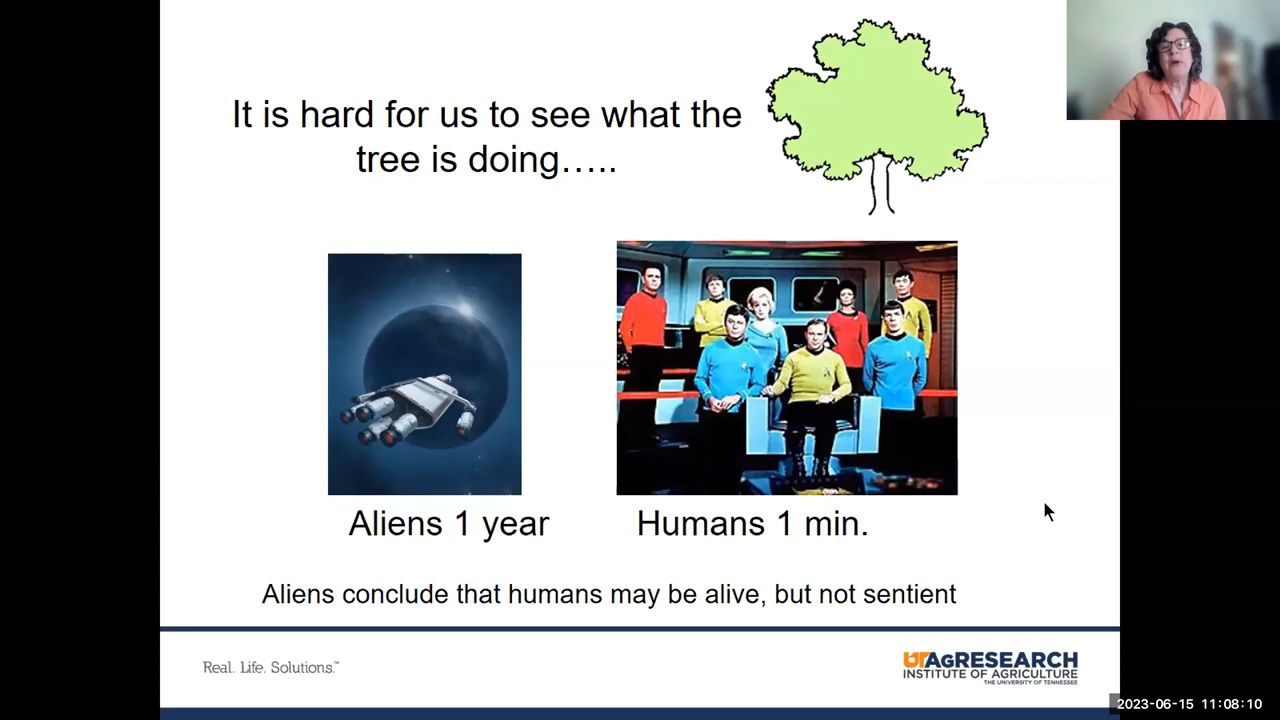 It is hard for us to see what the
tree is doing…..
Aliens 1 year
Humans 1 min.
Aliens conclude that humans may be alive, but not sentient
Real. Life. Solutions.™
UT AgRESEARCH
INSTITUTE OF AGRICULTURE
THE UNIVERSITY OF TENNESSEE
2023-06-15 11:08:10